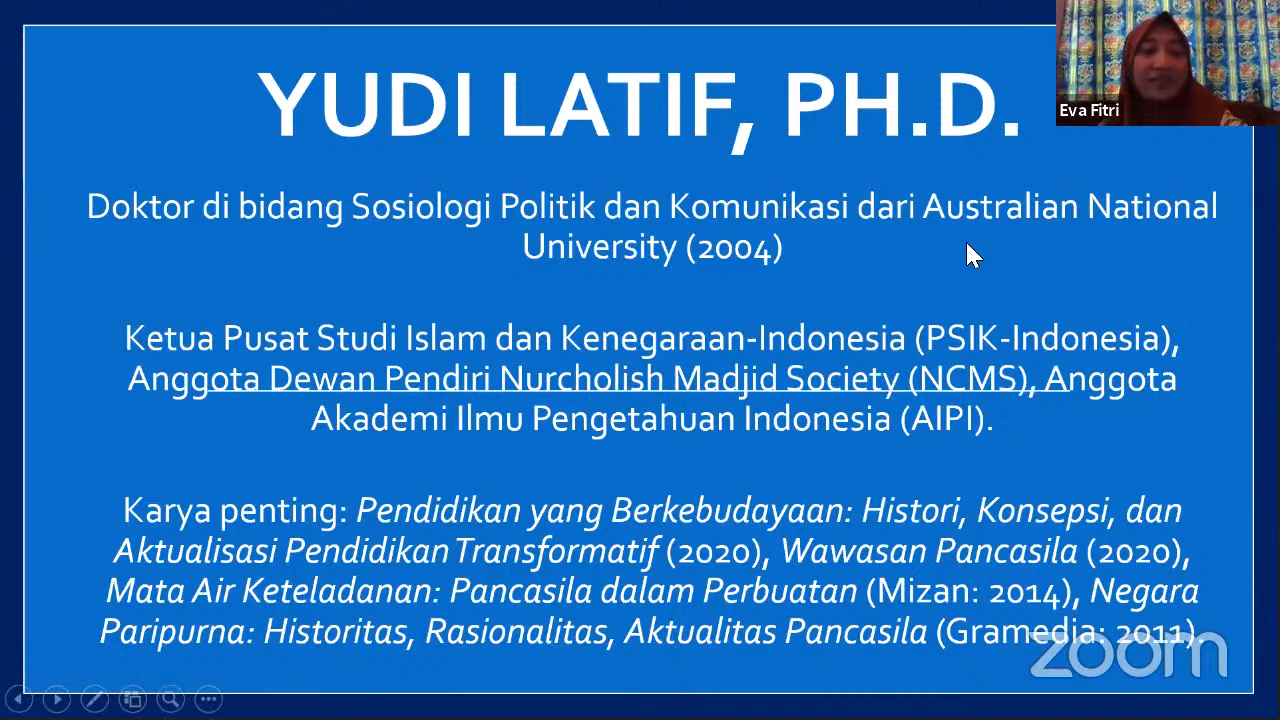 YUDI LATIF, PH.D.
Eva Fitri
Doktor di bidang Sosiologi Politik dan Komunikasi dari Australian National
University (2004)
Ketua Pusat Studi Islam dan Kenegaraan-Indonesia (PSIK-Indonesia),
Anggota Dewan Pendiri Nurcholish Madjid Society (NCMS), Anggota
Akademi Ilmu Pengetahuan Indonesia (AIPI).
Karya penting: Pendidikan yang Berkebudayaan: Histori, Konsepsi, dan
Aktualisasi Pendidikan Transformatif (2020), Wawasan Pancasila (2020),
Mata Air Keteladanan: Pancasila dalam Perbuatan (Mizan: 2014), Negara
Paripurna: Historitas, Rasionalitas, Aktualitas Pancasila (Gramedia: 2011).
zoom